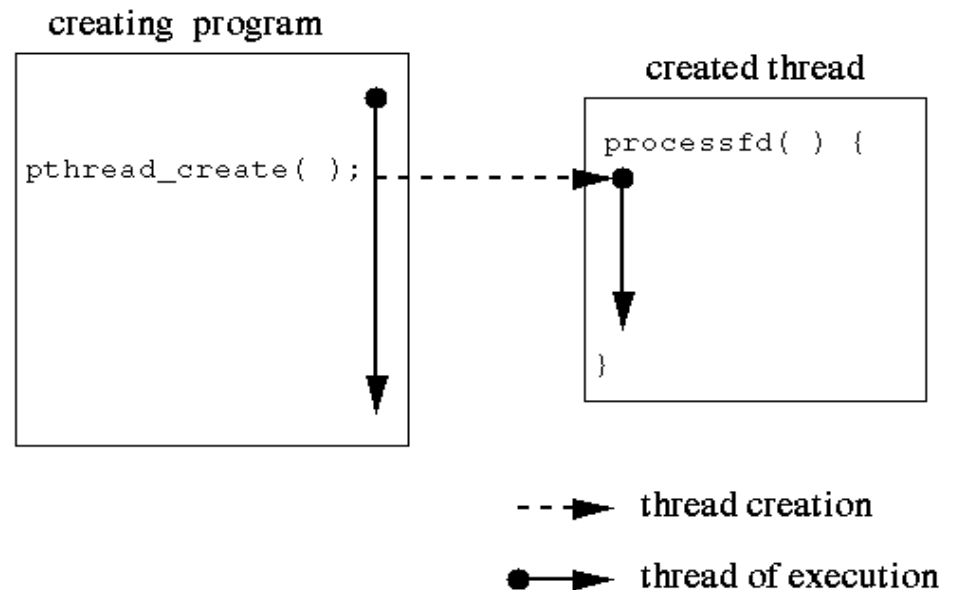 creating program
created thread
processfd( ) {
pthread_create( );
}
thread creation
thread of execution